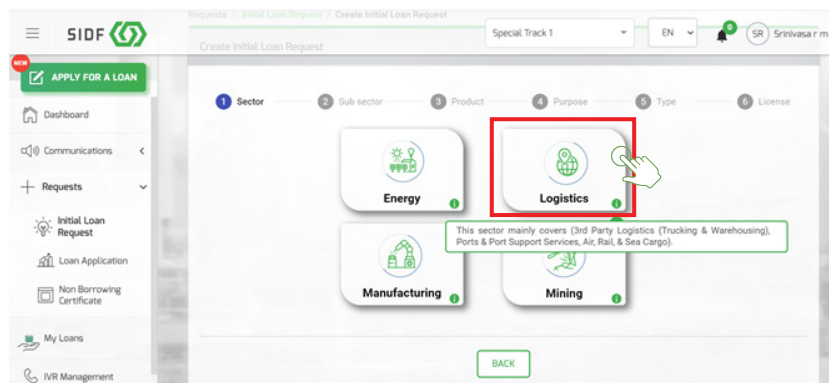 Requests / Initial Loan Request / Create Initial Loan Request
SIDF
Special Track 1
EN
0
SR
Srinivasa r m
Create Initial Loan Request
NEW
APPLY FOR A LOAN
Dashboard
Communications
Requests
Initial Loan
Request
Loan Application
Non Borrowing
Certificate
My Loans
IVR Management
1 Sector
2 Sub sector
3 Product
4 Purpose
5 Type
6 License
Energy
Logistics
This sector mainly covers (3rd Party Logistics (Trucking & Warehousing),
Ports & Port Support Services, Air, Rail, & Sea Cargo).
Manufacturing
Mining
BACK